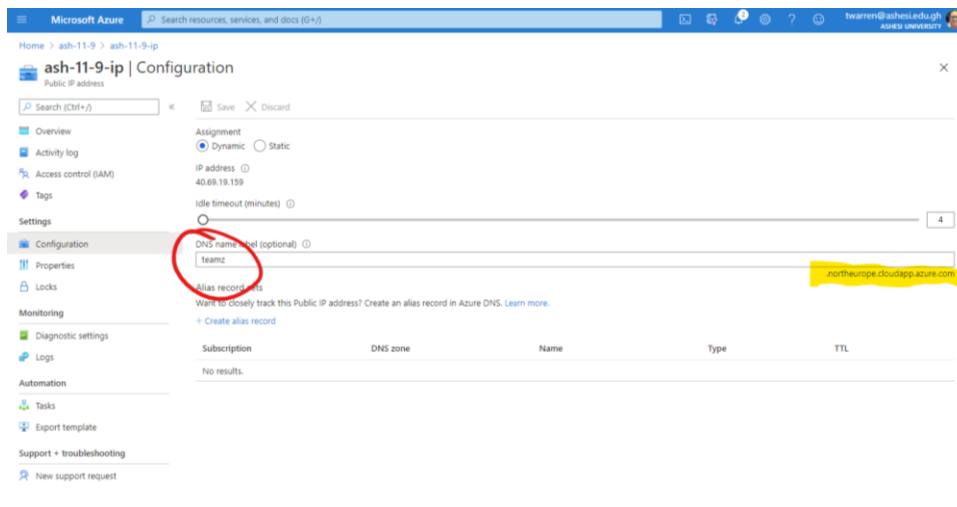 Microsoft Azure
Search resources, services, and docs (G+/)
1
twarren@ashesi.edu.gh
ASHESI UNIVERSITY
Home > ash-11-9 > ash-11-9-ip
ash-11-9-ip | Configuration
Public IP address
Search (Ctrl+/)
Save
Discard
Overview
Activity log
Access control (IAM)
Tags
Settings
Configuration
Properties
Locks
Monitoring
Diagnostic settings
Logs
Automation
Tasks
Export template
Support + troubleshooting
New support request
Assignment
Dynamic
Static
IP address
40.69.19.159
Idle timeout (minutes)
4
DNS name label (optional)
teamz
.northeurope.cloudapp.azure.com
Alias record sets
Want to closely track this Public IP address? Create an alias record in Azure DNS. Learn more.
+ Create alias record
Subscription DNS zone Name Type TTL
No results.